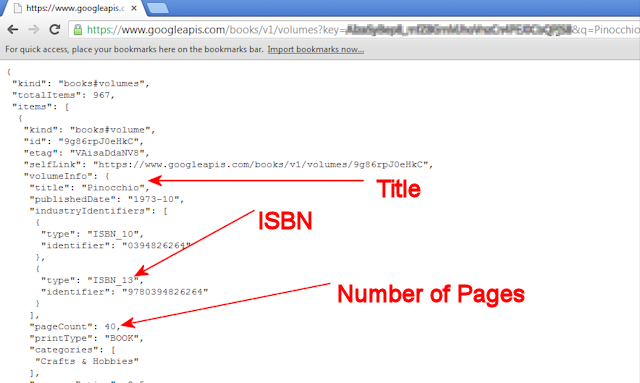 https://www.googleapis.co
https://www.googleapis.com/books/v1/volumes?key= &q=Pinocchio
For quick access, place your bookmarks here on the bookmarks bar. Import bookmarks now...
{
"kind": "books#volumes",
"totalItems": 967,
"items": [
{
"kind": "books#volume",
"id": "9g86rpJ0eHkC",
"etag": "VAisaDdaNV8",
"selfLink": "https://www.googleapis.com/books/v1/volumes/9g86rpJ0eHkC",
"volumeInfo": {
"title": "Pinocchio",
Title
"publishedDate": "1973-10",
"industryIdentifiers": [
{
ISBN
"type": "ISBN_10",
"identifier": "0394826264"
},
{
"type": "ISBN_13",
"identifier": "9780394826264"
Number of Pages
}
],
"pageCount": 40,
"printType": "BOOK",
"categories": [
"Crafts & Hobbies"
],